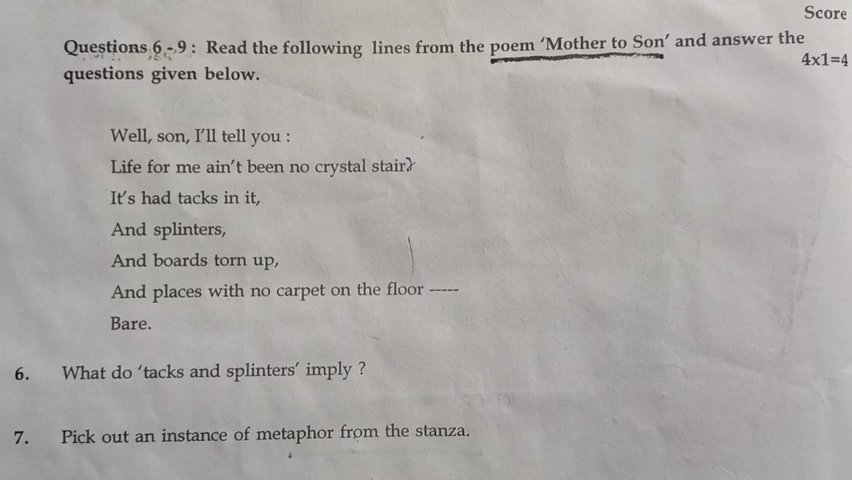 Score
Questions 6 - 9 : Read the following lines from the poem ‘Mother to Son’ and answer the
questions given below. 4x1=4
Well, son, I’ll tell you :
Life for me ain’t been no crystal stair
It’s had tacks in it,
And splinters,
And boards torn up,
And places with no carpet on the floor -----
Bare.
6. What do ‘tacks and splinters’ imply ?
7. Pick out an instance of metaphor from the stanza.